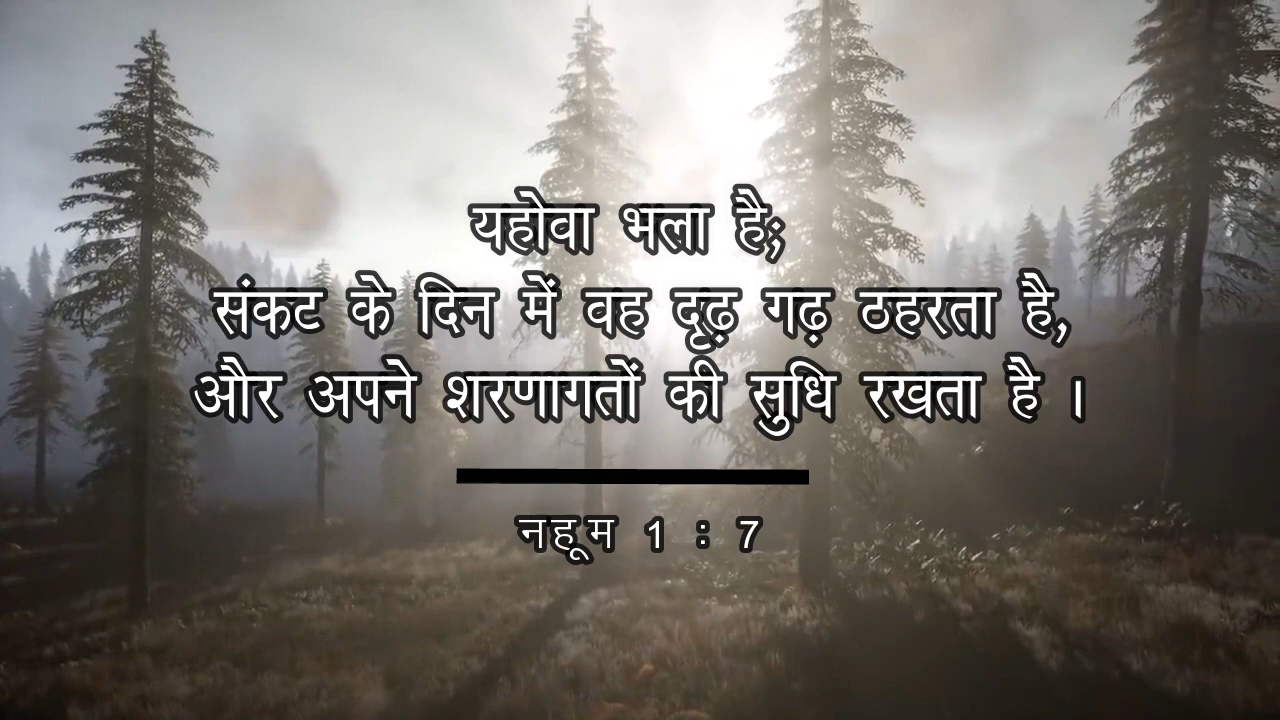 यहोवा भला है;
संकट के दिन में वह दृढ़ गढ़ ठहरता है,
और अपने शरणागतों की सुधि रखता है ।
नहूम 1 : 7